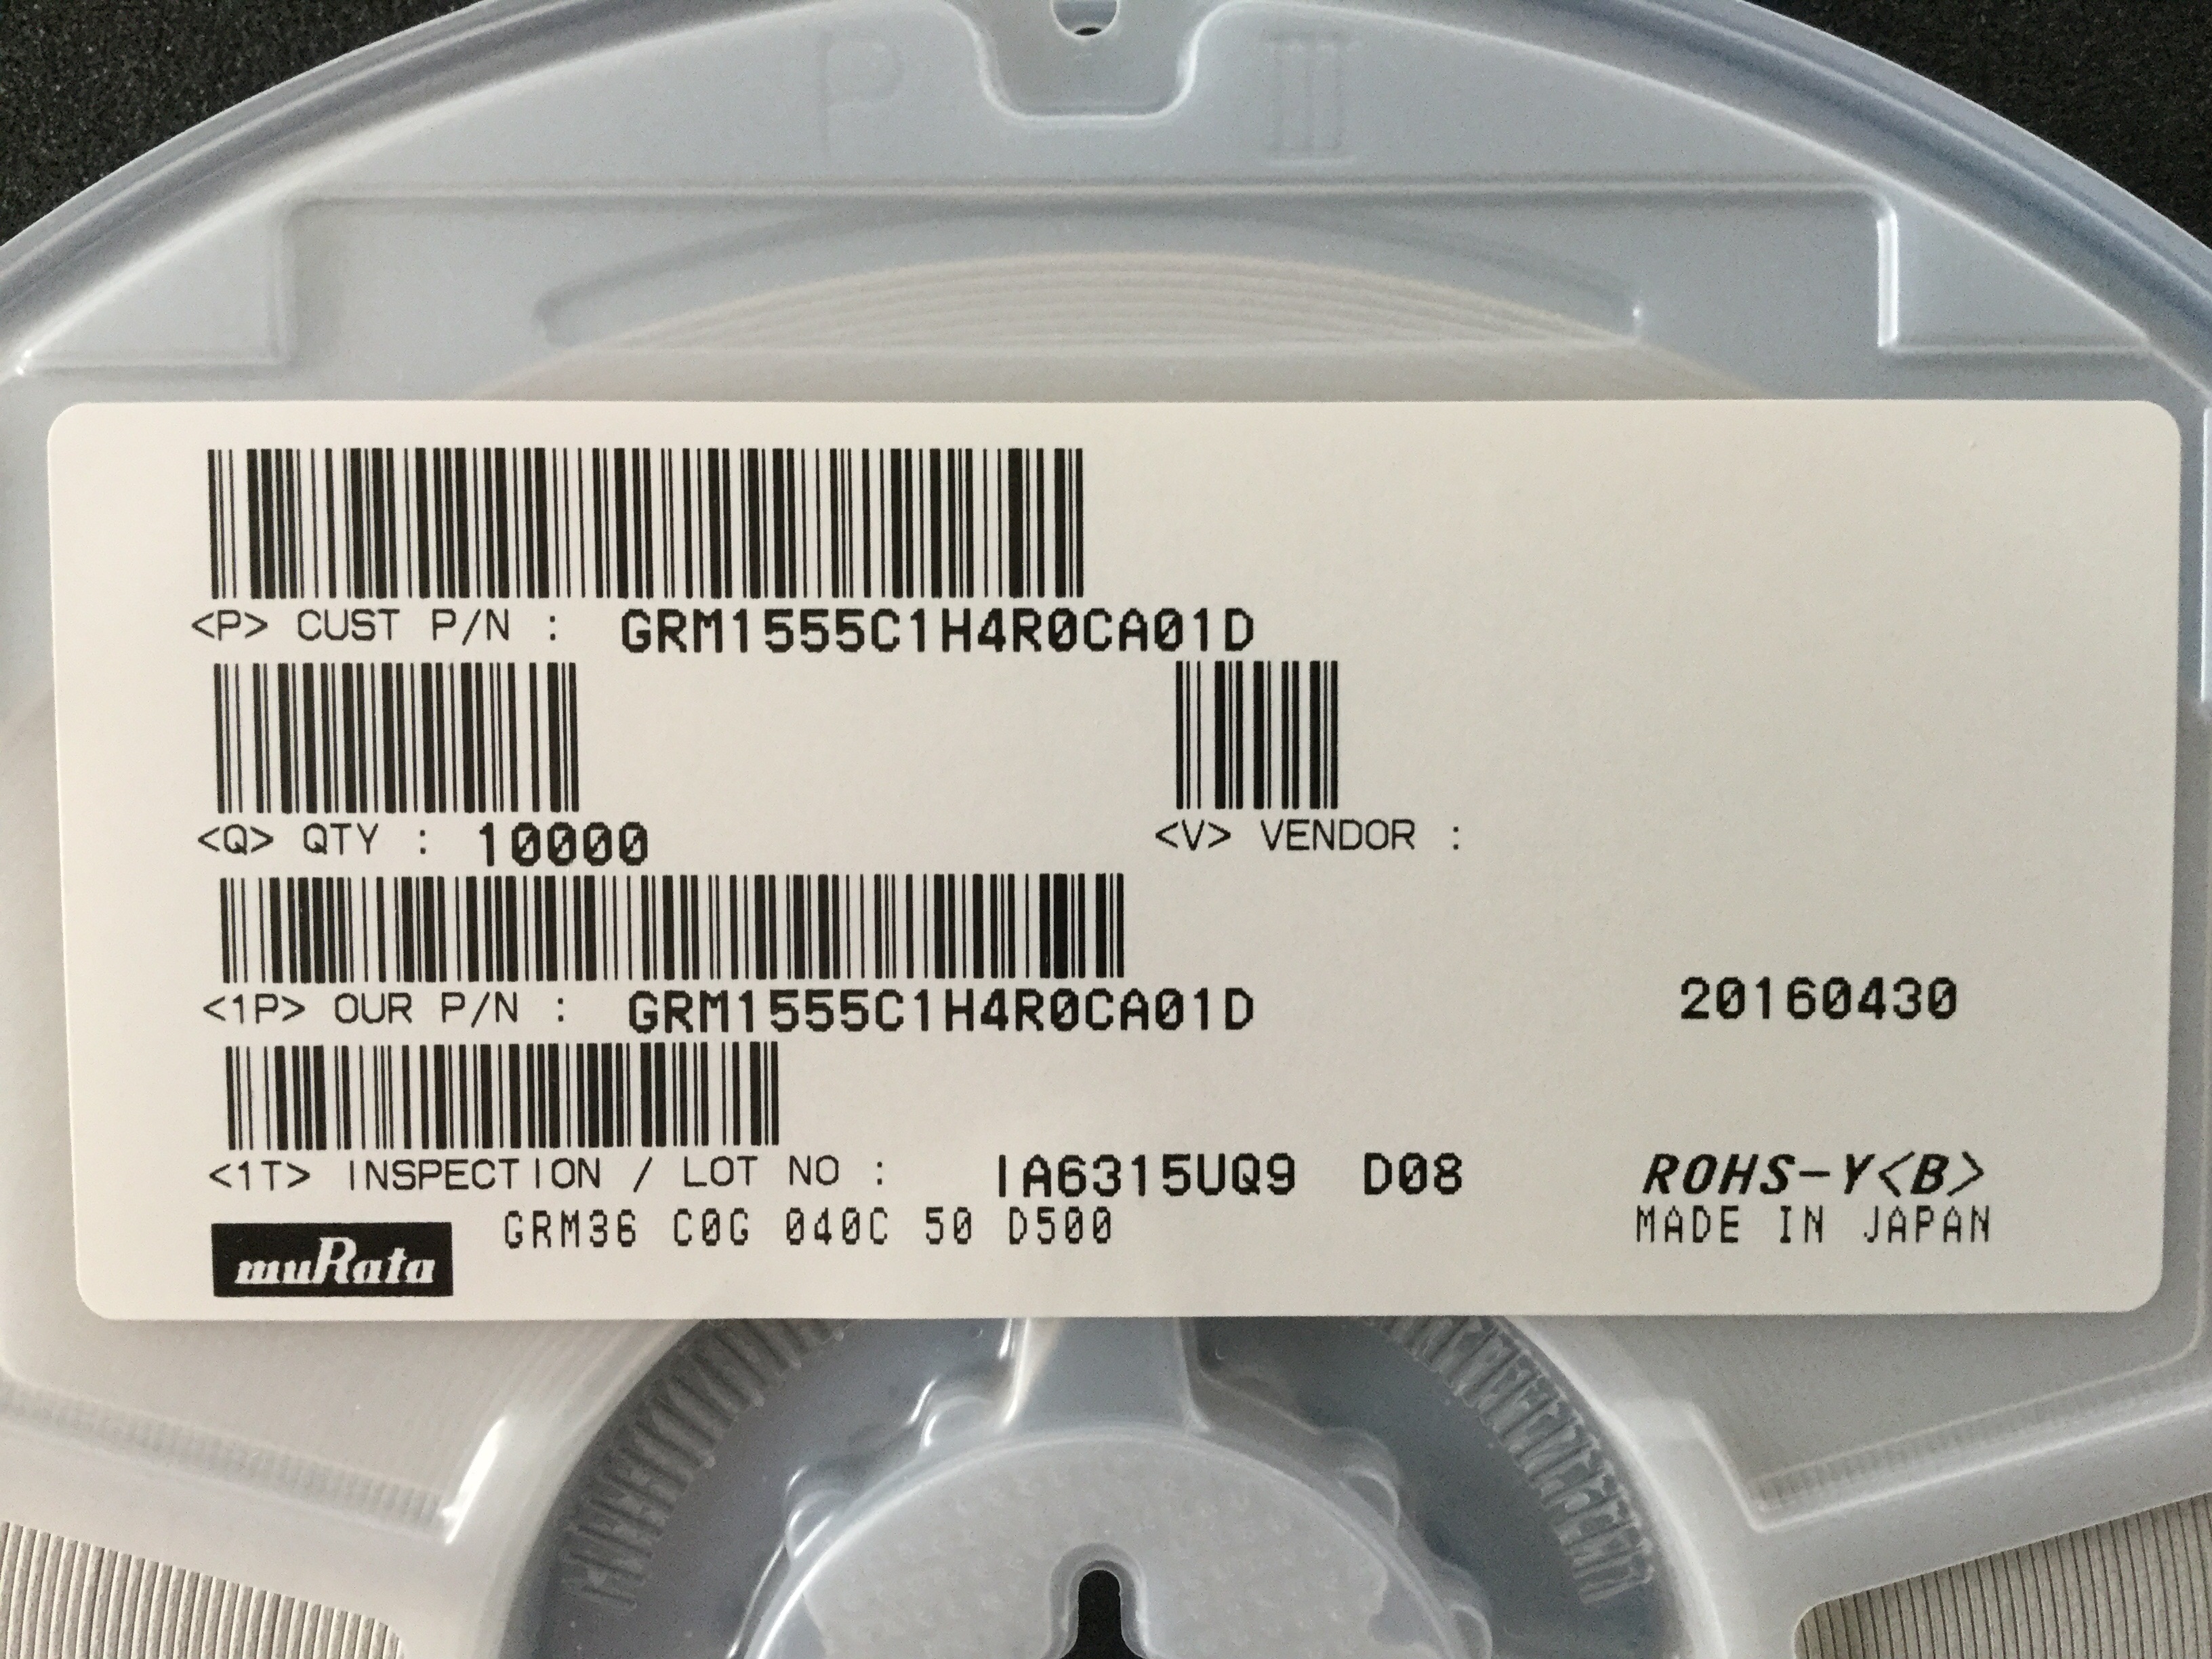 P III
<P> CUST P/N : GRM1555C1H4R0CA01D
<Q> QTY : 10000
<V> VENDOR :
<1P> OUR P/N : GRM1555C1H4R0CA01D
20160430
<1T> INSPECTION / LOT NO : IA6315UQ9 D08
ROHS-Y<B>
GRM36 C0G 040C 50 D500
MADE IN JAPAN
muRata